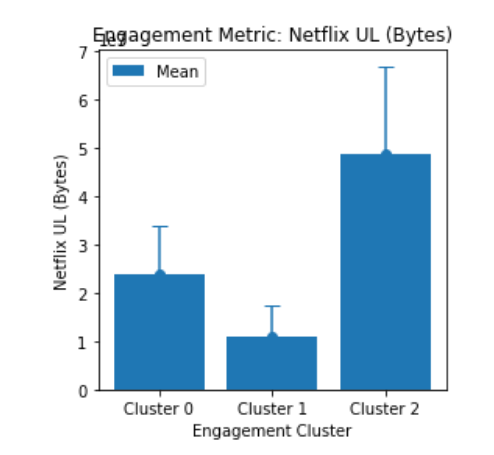 Engagement Metric: Netflix UL (Bytes)
7
Mean
6
5
4
3
2
1
0
Netflix UL (Bytes)
Cluster 0 Cluster 1 Cluster 2
Engagement Cluster